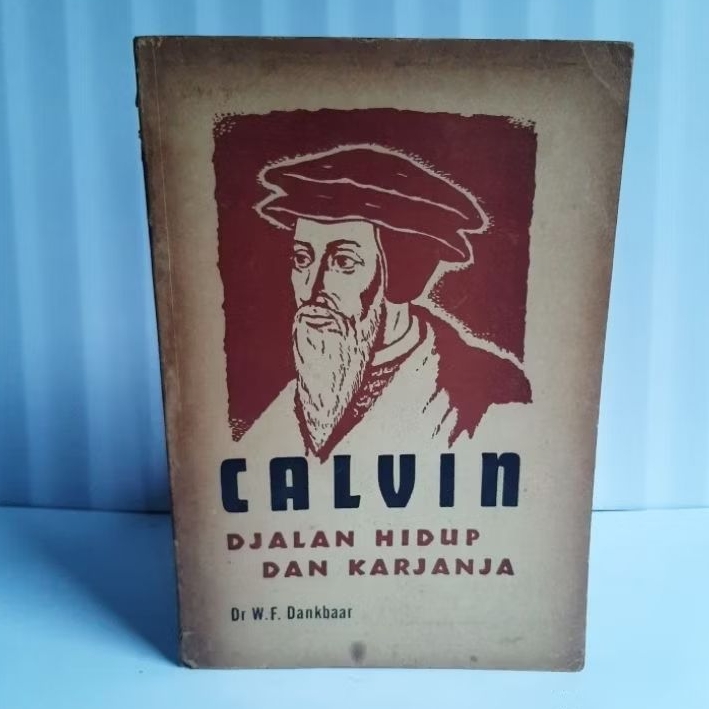 CALVIN
DJALAN HIDUP
DAN KARJANJA
Dr W.F. Dankbaar